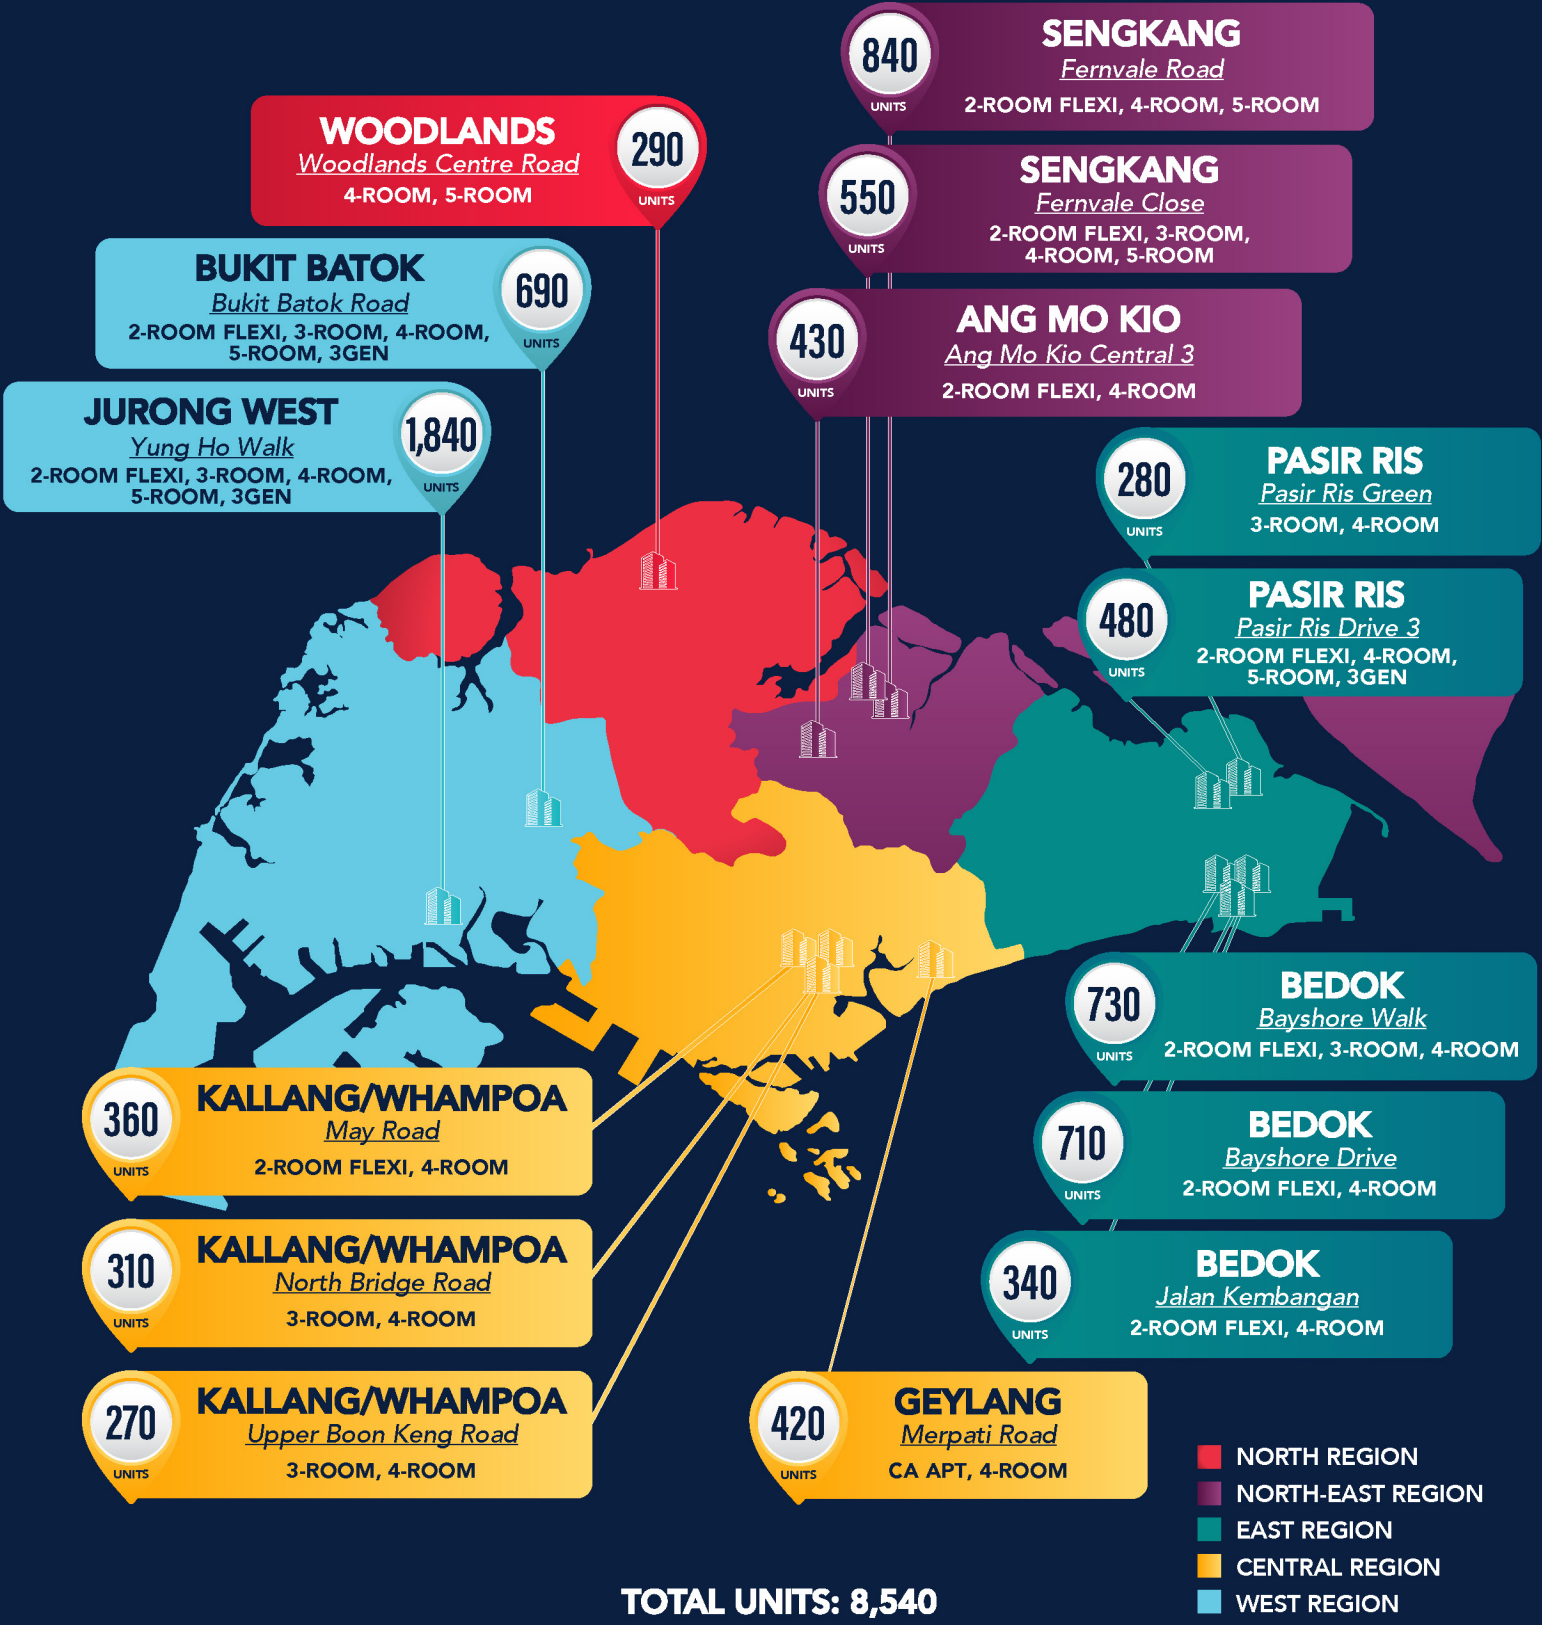 840
UNITS
SENGKANG
Fernvale Road
2-ROOM FLEXI, 4-ROOM, 5-ROOM
WOODLANDS
Woodlands Centre Road
4-ROOM, 5-ROOM
290
UNITS
550
UNITS
SENGKANG
Fernvale Close
2-ROOM FLEXI, 3-ROOM,
4-ROOM, 5-ROOM
BUKIT BATOK
Bukit Batok Road
2-ROOM FLEXI, 3-ROOM, 4-ROOM,
5-ROOM, 3GEN
690
UNITS
430
UNITS
ANG MO KIO
Ang Mo Kio Central 3
2-ROOM FLEXI, 4-ROOM
JURONG WEST
Yung Ho Walk
2-ROOM FLEXI, 3-ROOM, 4-ROOM,
5-ROOM, 3GEN
1,840
UNITS
280
UNITS
PASIR RIS
Pasir Ris Green
3-ROOM, 4-ROOM
480
UNITS
PASIR RIS
Pasir Ris Drive 3
2-ROOM FLEXI, 4-ROOM,
5-ROOM, 3GEN
730
UNITS
BEDOK
Bayshore Walk
2-ROOM FLEXI, 3-ROOM, 4-ROOM
360
UNITS
KALLANG/WHAMPOA
May Road
2-ROOM FLEXI, 4-ROOM
710
UNITS
BEDOK
Bayshore Drive
2-ROOM FLEXI, 4-ROOM
310
UNITS
KALLANG/WHAMPOA
North Bridge Road
3-ROOM, 4-ROOM
340
UNITS
BEDOK
Jalan Kembangan
2-ROOM FLEXI, 4-ROOM
270
UNITS
KALLANG/WHAMPOA
Upper Boon Keng Road
3-ROOM, 4-ROOM
420
UNITS
GEYLANG
Merpati Road
CA APT, 4-ROOM
NORTH REGION
NORTH-EAST REGION
EAST REGION
CENTRAL REGION
WEST REGION
TOTAL UNITS: 8,540